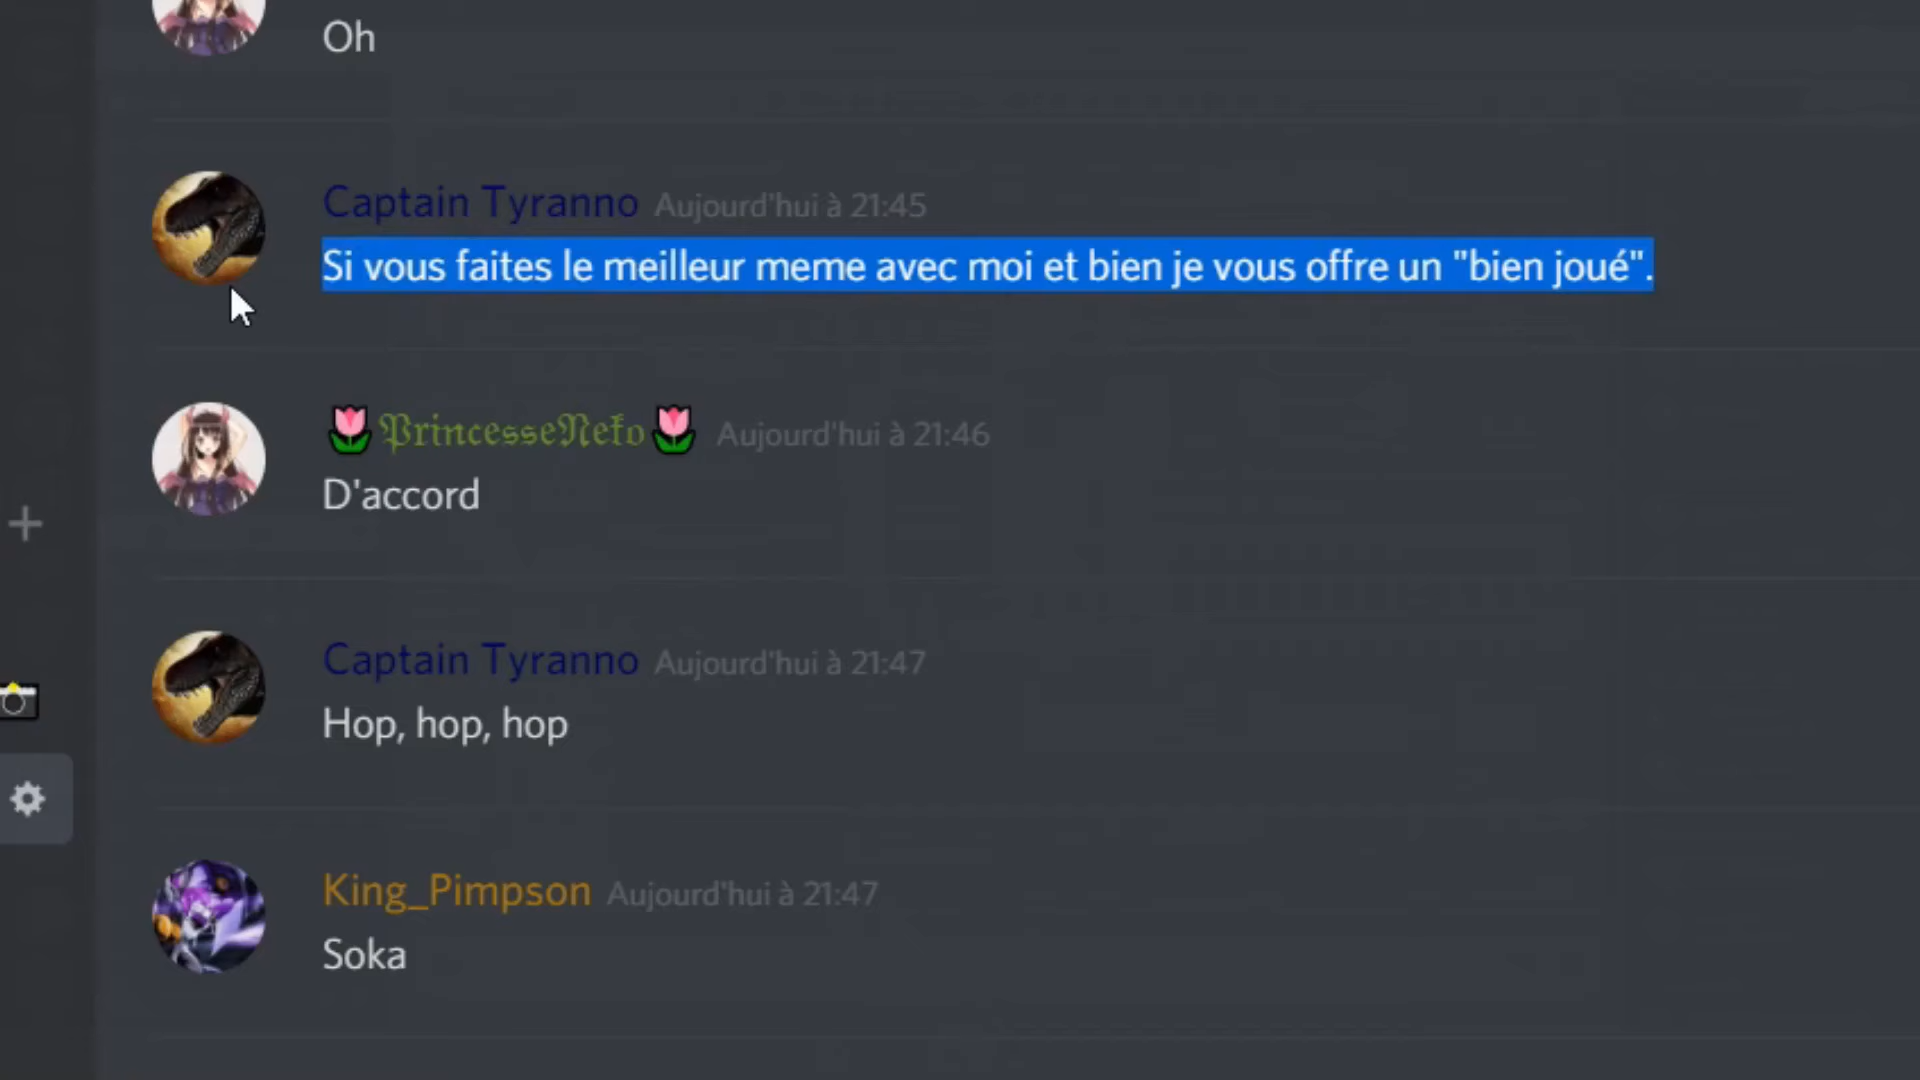 Oh
Captain Tyranno Aujourd'hui à 21:45
Si vous faites le meilleur meme avec moi et bien je vous offre un "bien joué".
🌷𝔓𝔯𝔦𝔫𝔠𝔢𝔰𝔰𝔢𝔑𝔢𝔨𝔬🌷 Aujourd'hui à 21:46
D'accord
Captain Tyranno Aujourd'hui à 21:47
Hop, hop, hop
King_Pimpson Aujourd'hui à 21:47
Soka